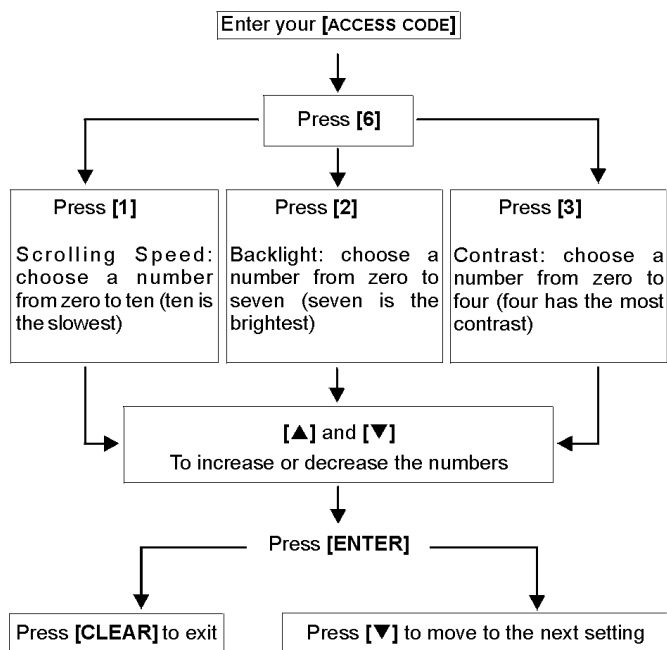 Enter your [ACCESS CODE]
Press [6]
Press [1]
Scrolling Speed:
choose a number
from zero to ten (ten is
the slowest)
Press [2]
Backlight: choose a
number from zero to
seven (seven is the
brightest)
Press [3]
Contrast: choose a
number from zero to
four (four has the most
contrast)
[▲] and [▼]
To increase or decrease the numbers
Press [ENTER]
Press [CLEAR] to exit
Press [▼] to move to the next setting